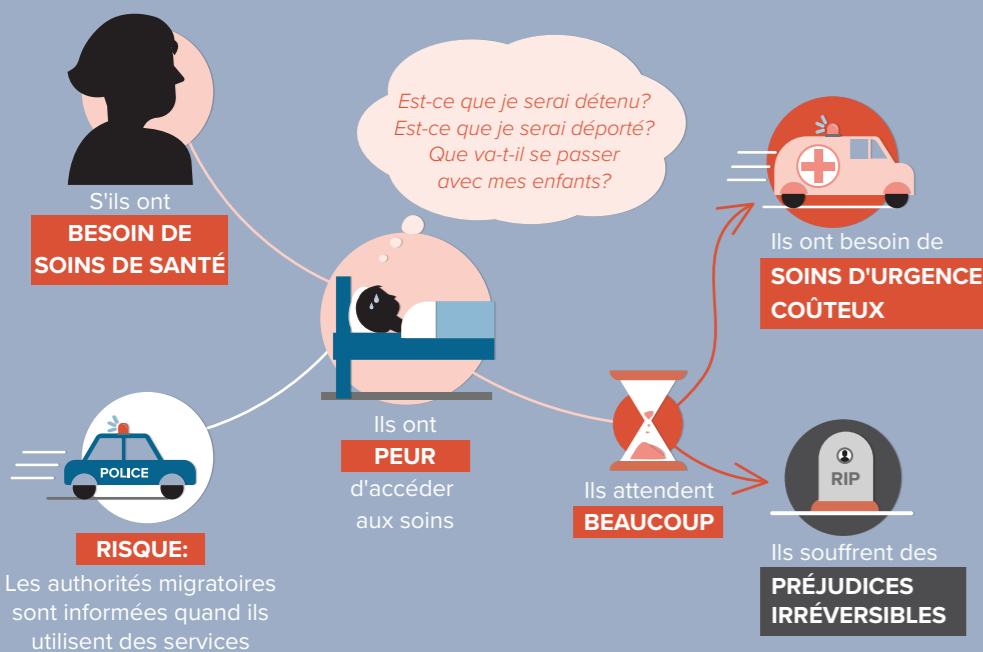 S'ils ont
BESOIN DE
SOINS DE SANTÉ
Est-ce que je serai détenu?
Est-ce que je serai déporté?
Que va-t-il se passer
avec mes enfants?
POLICE
RISQUE:
Les authorités migratoires
sont informées quand ils
utilisent des services
Ils ont
PEUR
d'accéder
aux soins
Ils attendent
BEAUCOUP
Ils ont besoin de
SOINS D'URGENCE
COÛTEUX
RIP
Ils souffrent des
PRÉJUDICES
IRRÉVERSIBLES